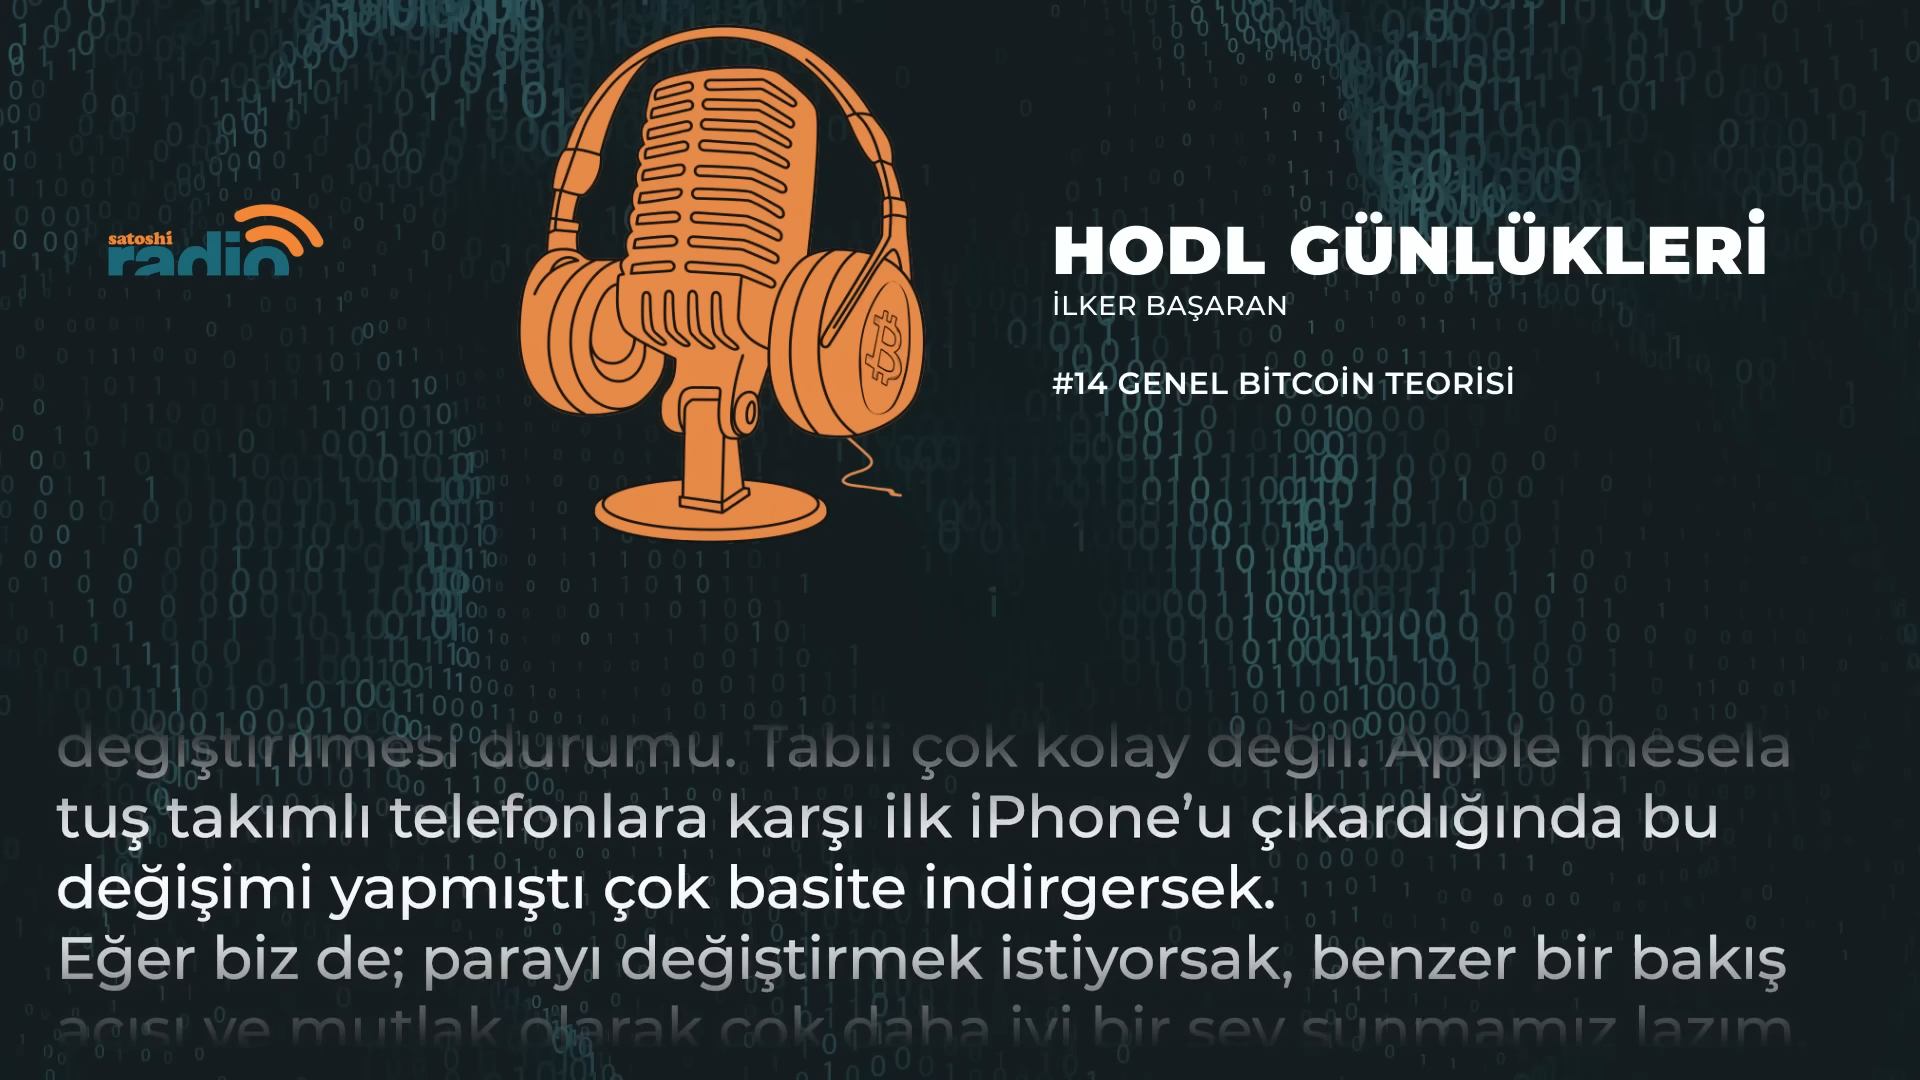 satoshi
radio
HODL GÜNLÜKLERİ
İLKER BAŞARAN
#14 GENEL BİTCOİN TEORİSİ
değiştirilmesi durumu. Tabii çok kolay değil. Apple mesela
tuş takımlı telefonlara karşı ilk iPhone’u çıkardığında bu
değişimi yapmıştı çok basite indirgersek.
Eğer biz de; parayı değiştirmek istiyorsak, benzer bir bakış
açısı ve mutlak olarak çok daha iyi bir şey sunmamız lazım.